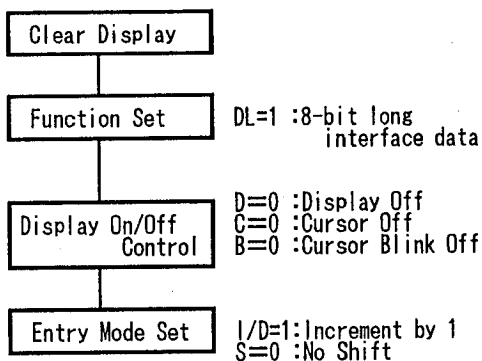 Clear Display
Function Set
DL=1 :8-bit long
interface data
Display On/Off
Control
D=0 :Display Off
C=0 :Cursor Off
B=0 :Cursor Blink Off
Entry Mode Set
I/D=1:Increment by 1
S=0 :No Shift